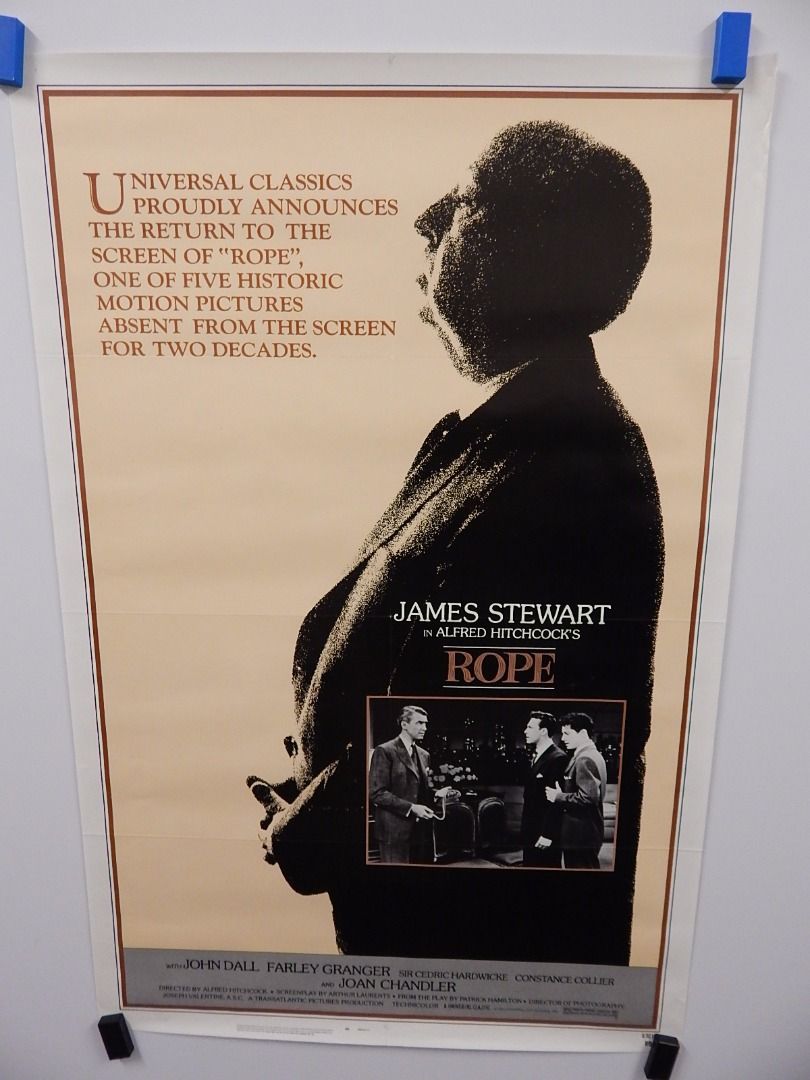 UNIVERSAL CLASSICS
PROUDLY ANNOUNCES
THE RETURN TO THE
SCREEN OF "ROPE",
ONE OF FIVE HISTORIC
MOTION PICTURES
ABSENT FROM THE SCREEN
FOR TWO DECADES.
JAMES STEWART
IN ALFRED HITCHCOCK'S
ROPE
WITH JOHN DALL FARLEY GRANGER SIR CEDRIC HARDWICKE CONSTANCE COLLIER
AND JOAN CHANDLER
DIRECTED BY ALFRED HITCHCOCK • SCREENPLAY BY ARTHUR LAURENTS • FROM THE PLAY BY PATRICK HAMILTON • DIRECTOR OF PHOTOGRAPHY
JOSEPH VALENTINE, A.S.C. A TRANSATLANTIC PICTURES PRODUCTION TECHNICOLOR